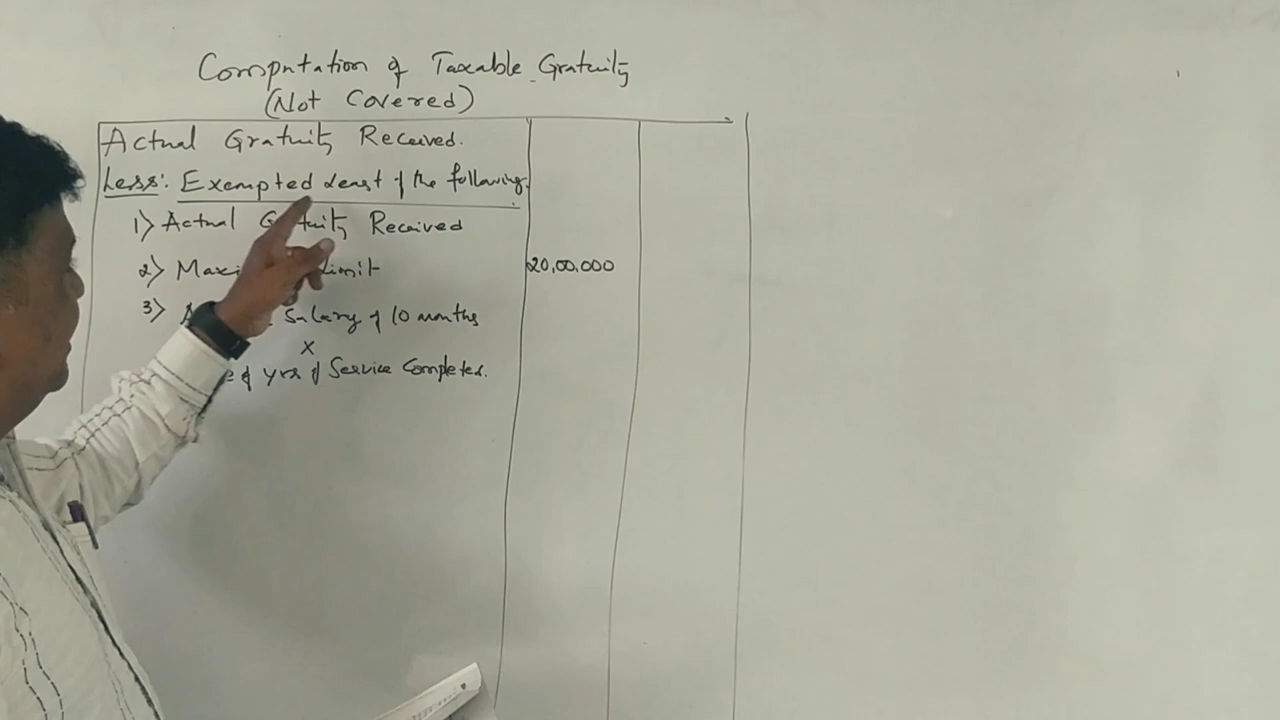 Computation of Taxable Gratuity
(Not Covered)
Actual Gratuity Received.
Less: Exempted Least of the following.
1) Actual Received
2) Limit 20,00,000
3) Salary of 10 months
x
of yrs of Service Completed.